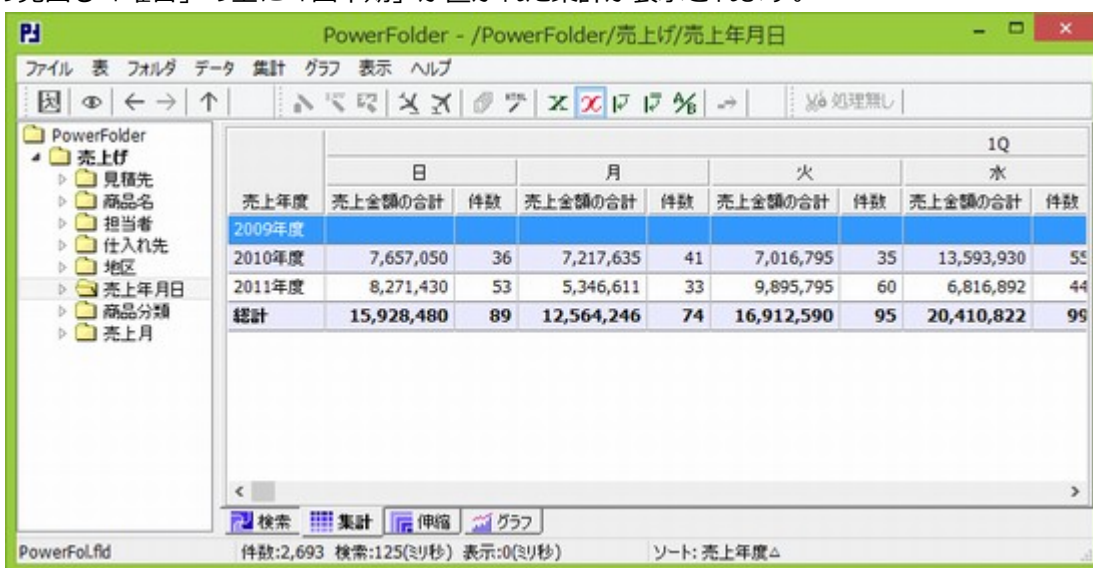 PowerFolder - /PowerFolder/売上げ/売上年月日
ファイル 表 フォルダ データ 集計 グラフ 表示 ヘルプ
処理無し
PowerFolder
売上げ
見積先
商品名
担当者
仕入れ先
地区
売上年月日
商品分類
売上月
1Q
日 月 火 水
売上年度 売上金額の合計 件数 売上金額の合計 件数 売上金額の合計 件数 売上金額の合計 件数
2009年度
2010年度 7,657,050 36 7,217,635 41 7,016,795 35 13,593,930 55
2011年度 8,271,430 53 5,346,611 33 9,895,795 60 6,816,892 44
総計 15,928,480 89 12,564,246 74 16,912,590 95 20,410,822 99
検索 集計 伸縮 グラフ
PowerFol.fld 件数:2,693 検索:125(ミリ秒) 表示:0(ミリ秒) ソート: 売上年度△